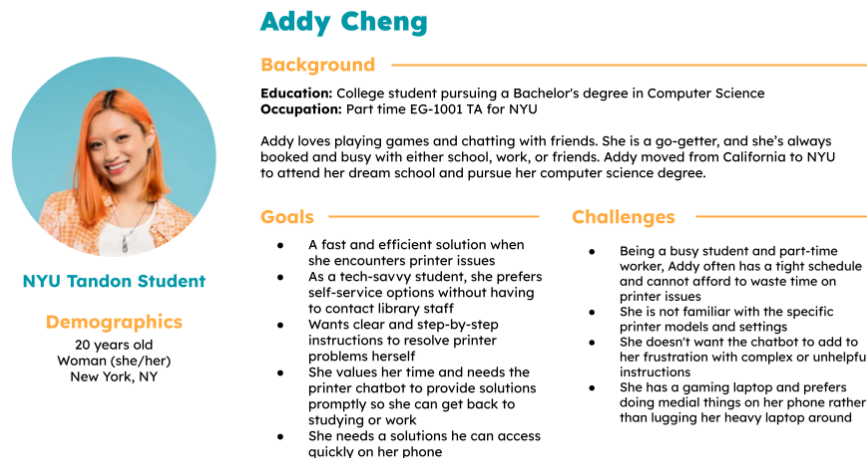 Addy Cheng
Background
Education: College student pursuing a Bachelor's degree in Computer Science
Occupation: Part time EG-1001 TA for NYU
Addy loves playing games and chatting with friends. She is a go-getter, and she's always
booked and busy with either school, work, or friends. Addy moved from California to NYU
to attend her dream school and pursue her computer science degree.
NYU Tandon Student
Demographics
20 years old
Woman (she/her)
New York, NY
Goals
● A fast and efficient solution when
she encounters printer issues
● As a tech-savvy student, she prefers
self-service options without having
to contact library staff
● Wants clear and step-by-step
instructions to resolve printer
problems herself
● She values her time and needs the
printer chatbot to provide solutions
promptly so she can get back to
studying or work
● She needs a solutions he can access
quickly on her phone
Challenges
● Being a busy student and part-time
worker, Addy often has a tight schedule
and cannot afford to waste time on
printer issues
● She is not familiar with the specific
printer models and settings
● She doesn't want the chatbot to add to
her frustration with complex or unhelpfu
instructions
● She has a gaming laptop and prefers
doing medial things on her phone rather
than lugging her heavy laptop around